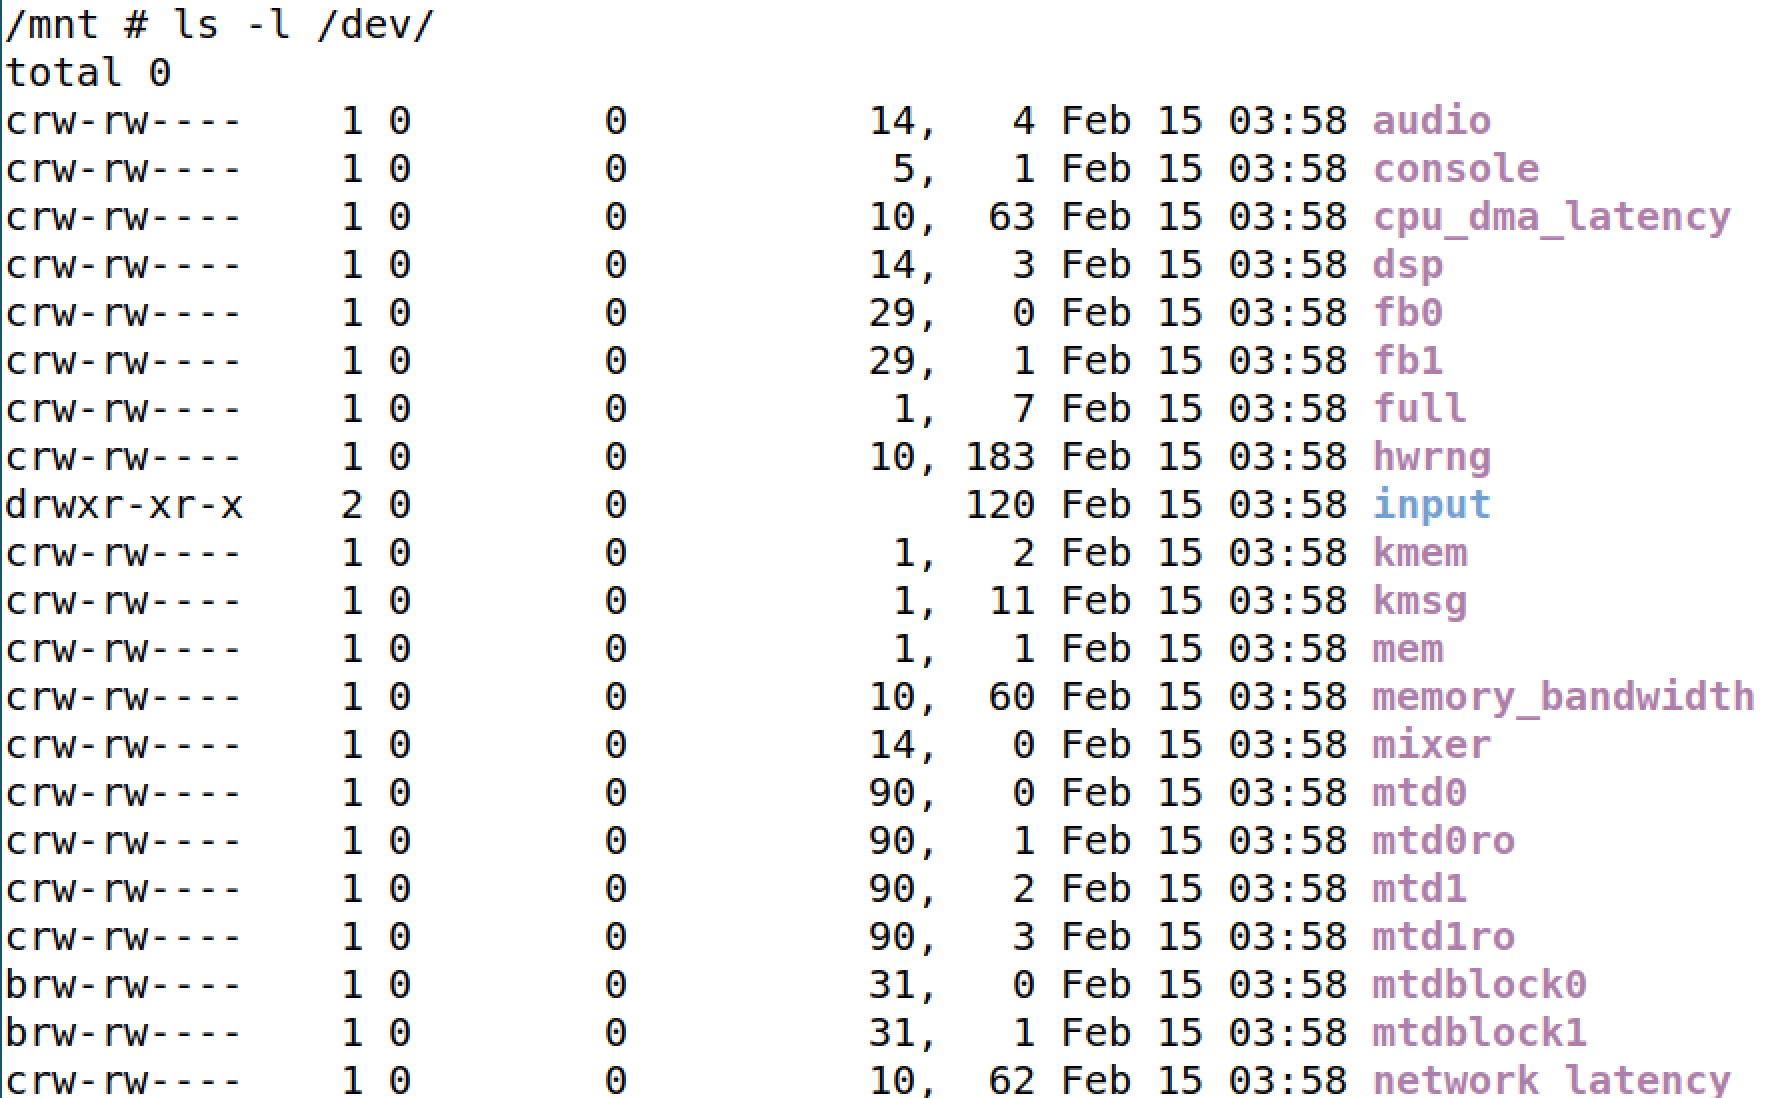 /mnt # ls -l /dev/
total 0
crw-rw----    1 0        0          14,   4 Feb 15 03:58 audio
crw-rw----    1 0        0           5,   1 Feb 15 03:58 console
crw-rw----    1 0        0          10,  63 Feb 15 03:58 cpu_dma_latency
crw-rw----    1 0        0          14,   3 Feb 15 03:58 dsp
crw-rw----    1 0        0          29,   0 Feb 15 03:58 fb0
crw-rw----    1 0        0          29,   1 Feb 15 03:58 fb1
crw-rw----    1 0        0           1,   7 Feb 15 03:58 full
crw-rw----    1 0        0          10, 183 Feb 15 03:58 hwrng
drwxr-xr-x    2 0        0              120 Feb 15 03:58 input
crw-rw----    1 0        0           1,   2 Feb 15 03:58 kmem
crw-rw----    1 0        0           1,  11 Feb 15 03:58 kmsg
crw-rw----    1 0        0           1,   1 Feb 15 03:58 mem
crw-rw----    1 0        0          10,  60 Feb 15 03:58 memory_bandwidth
crw-rw----    1 0        0          14,   0 Feb 15 03:58 mixer
crw-rw----    1 0        0          90,   0 Feb 15 03:58 mtd0
crw-rw----    1 0        0          90,   1 Feb 15 03:58 mtd0ro
crw-rw----    1 0        0          90,   2 Feb 15 03:58 mtd1
crw-rw----    1 0        0          90,   3 Feb 15 03:58 mtd1ro
brw-rw----    1 0        0          31,   0 Feb 15 03:58 mtdblock0
brw-rw----    1 0        0          31,   1 Feb 15 03:58 mtdblock1
crw-rw----    1 0        0          10,  62 Feb 15 03:58 network_latency